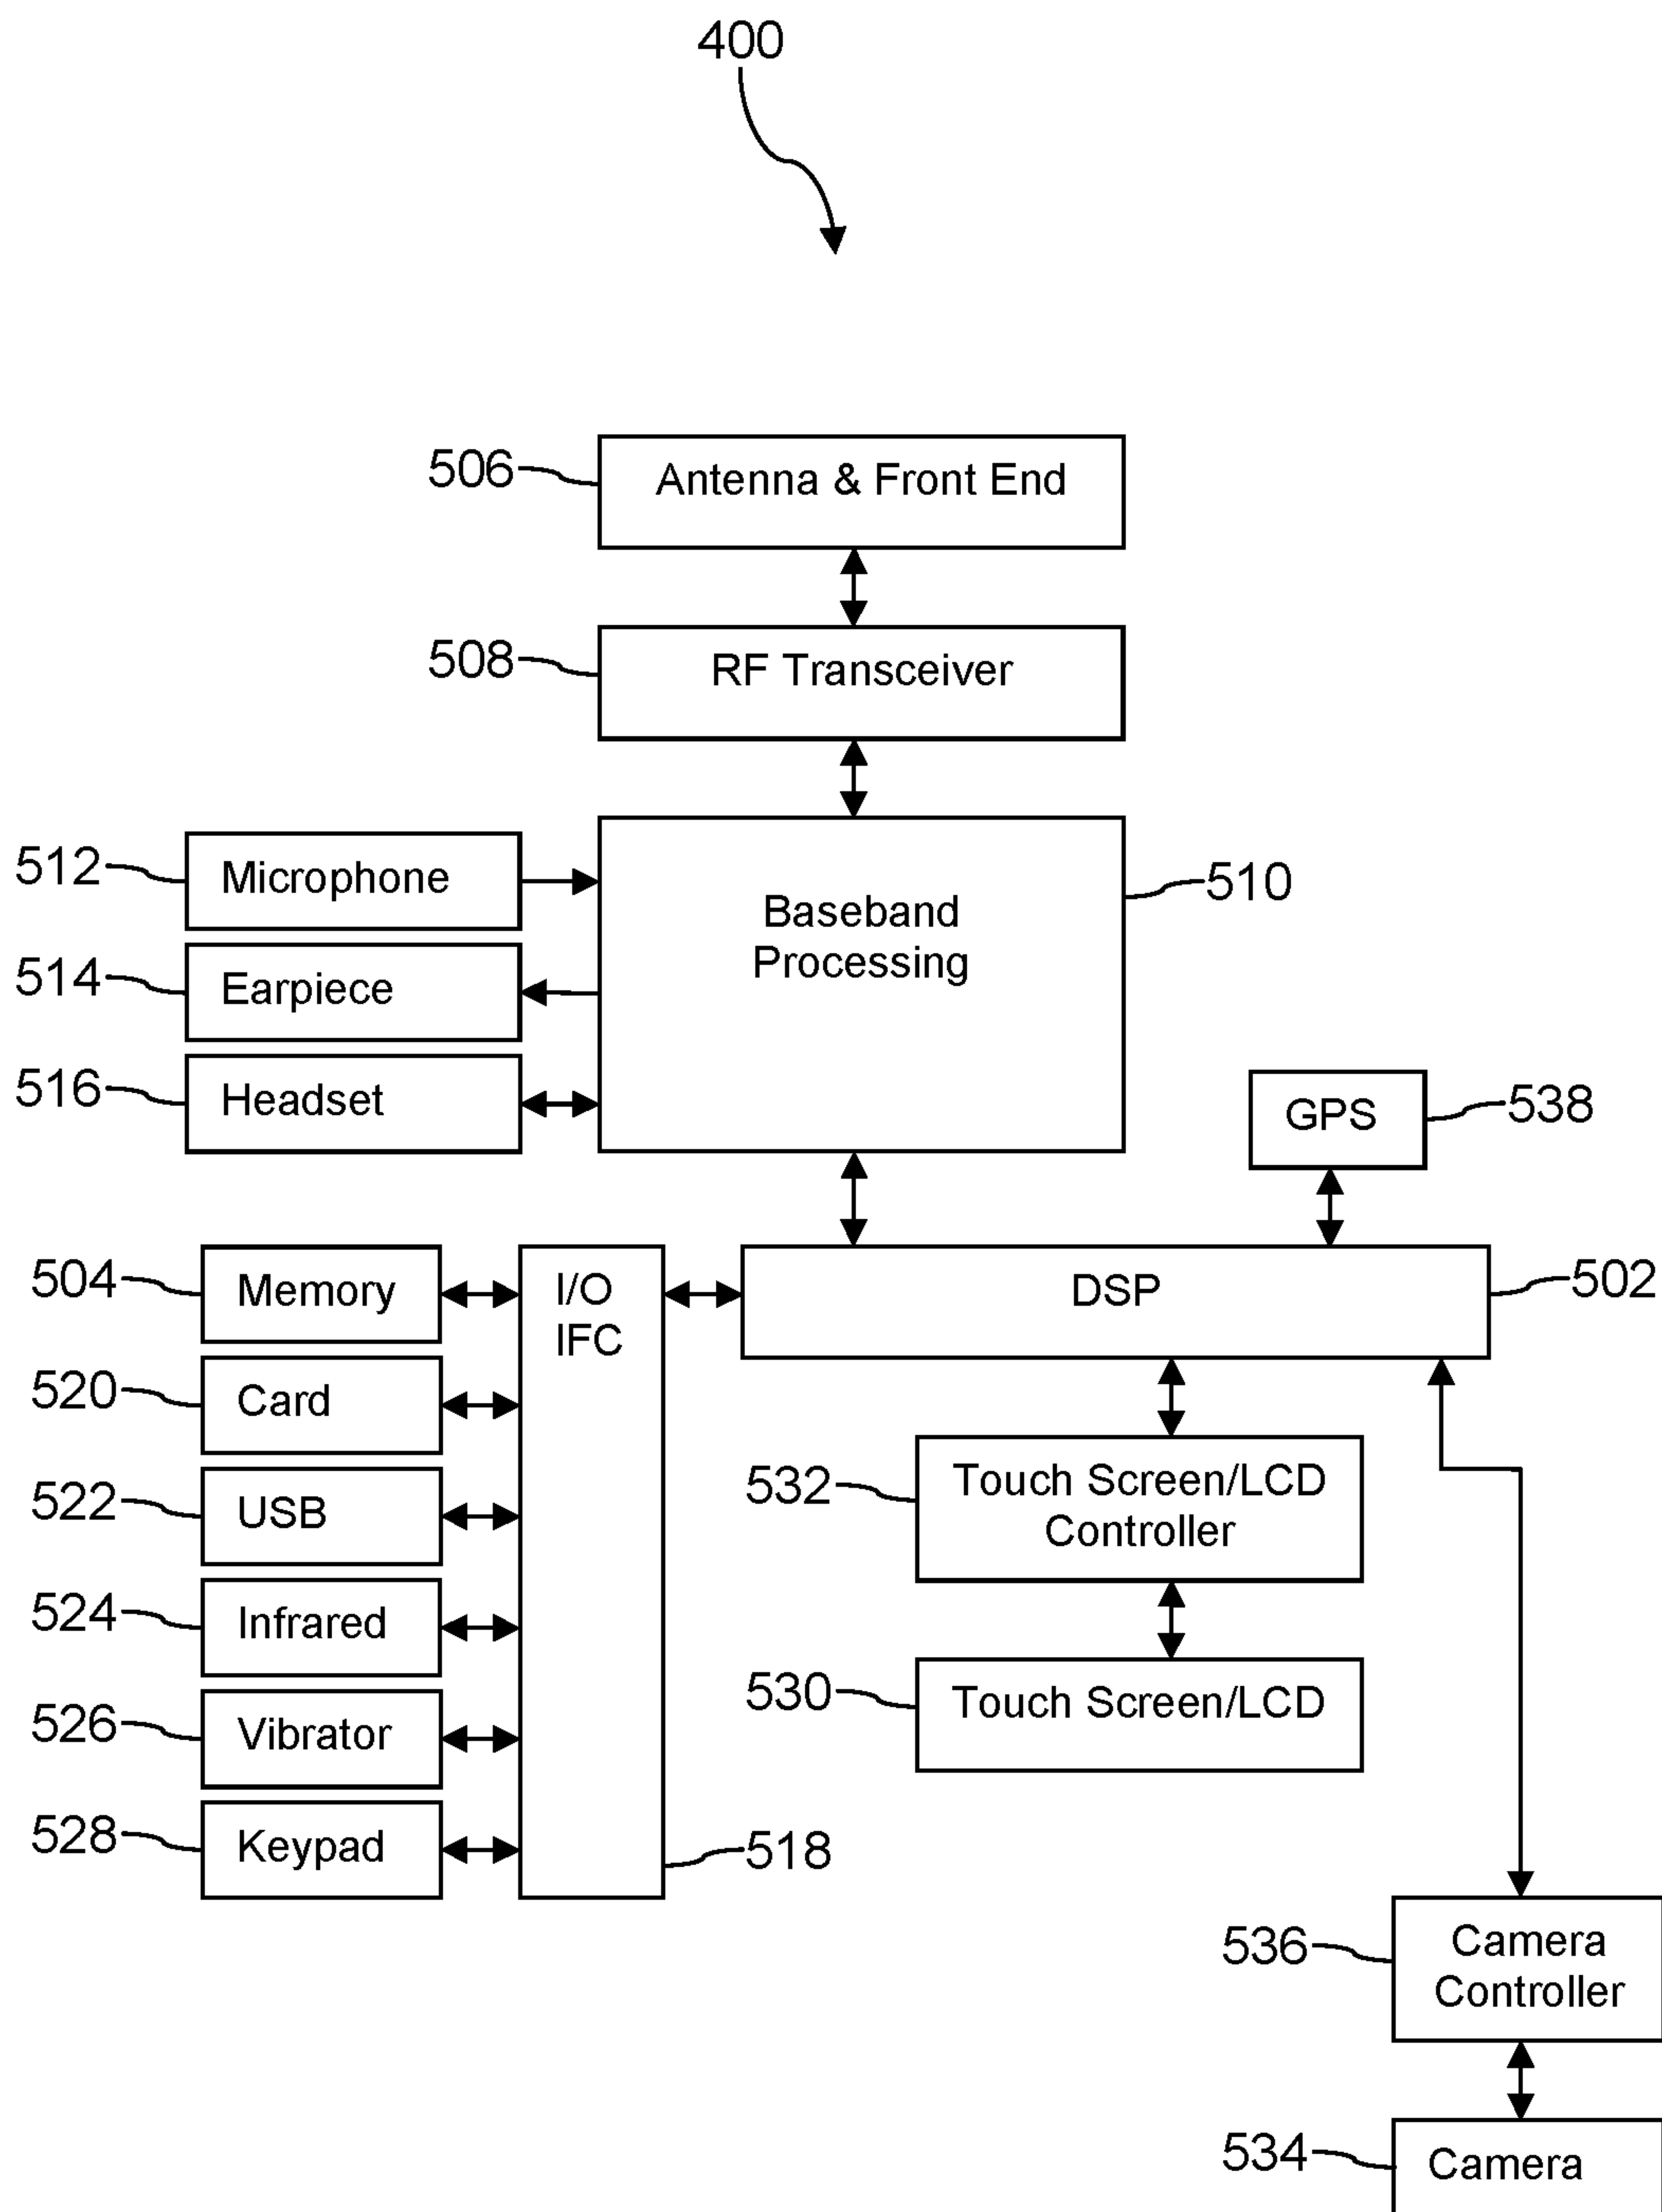 400
506
Antenna & Front End
508
RF Transceiver
512
Microphone
Baseband
Processing
510
514
Earpiece
516
Headset
GPS
538
504
Memory
I/O
IFC
DSP
502
520
Card
522
USB
532
Touch Screen/LCD
Controller
524
Infrared
526
Vibrator
530
Touch Screen/LCD
528
Keypad
518
536
Camera
Controller
534
Camera